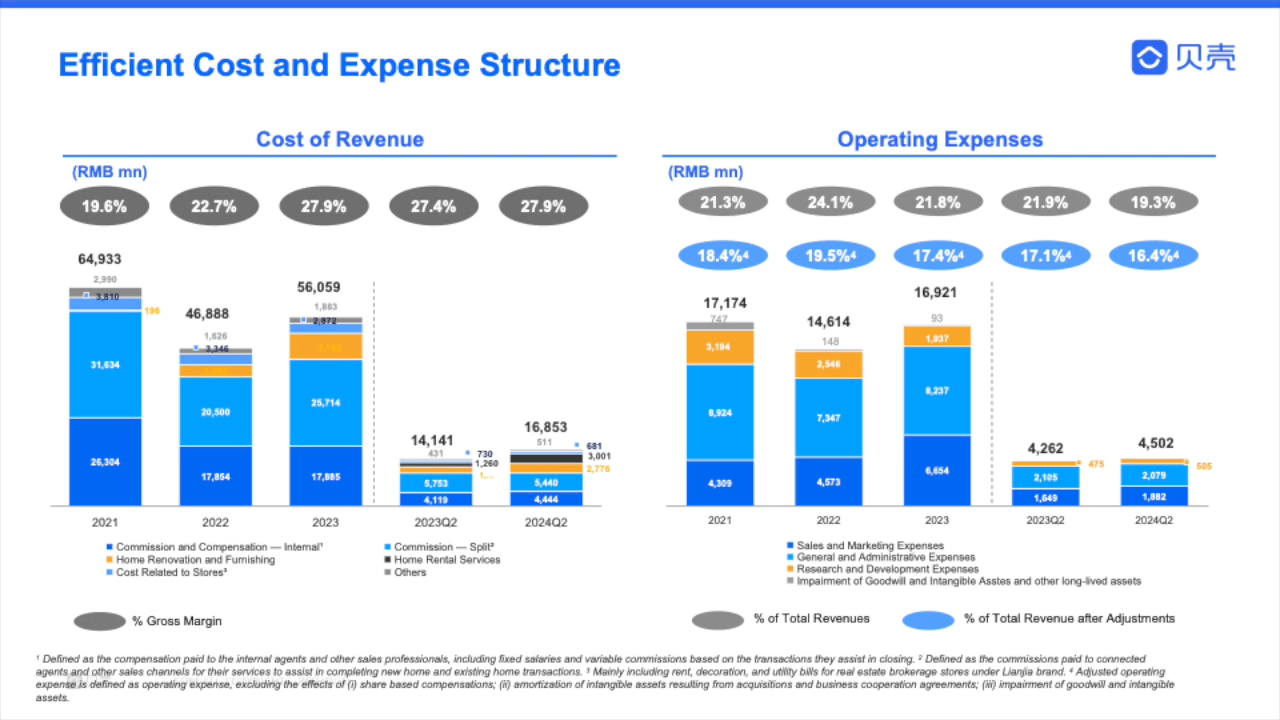 Efficient Cost and Expense Structure
贝壳
Cost of Revenue
(RMB mn)
19.6% 22.7% 27.9% 27.4% 27.9%
64,933
2,990
3,810
196
31,634
26,304
46,888
1,626
3,346
20,500
17,854
56,059
1,883
2,872
25,714
17,885
14,141
431
730
1,260
1,...
5,753
4,119
16,853
511
681
3,001
2,776
5,440
4,444
2021 2022 2023 2023Q2 2024Q2
Commission and Compensation — Internal¹
Commission — Split²
Home Renovation and Furnishing
Home Rental Services
Cost Related to Stores³
Others
% Gross Margin
Operating Expenses
(RMB mn)
21.3% 24.1% 21.8% 21.9% 19.3%
18.4%⁴ 19.5%⁴ 17.4%⁴ 17.1%⁴ 16.4%⁴
17,174
747
3,194
8,924
4,309
14,614
148
2,546
7,347
4,573
16,921
93
1,937
8,237
6,654
4,262
475
2,105
1,649
4,502
505
2,079
1,882
2021 2022 2023 2023Q2 2024Q2
Sales and Marketing Expenses
General and Administrative Expenses
Research and Development Expenses
Impairment of Goodwill and Intangible Asstes and other long-lived assets
% of Total Revenues
% of Total Revenue after Adjustments
¹ Defined as the compensation paid to the internal agents and other sales professionals, including fixed salaries and variable commissions based on the transactions they assist in closing. ² Defined as the commissions paid to connected
agents and other sales channels for their services to assist in completing new home and existing home transactions. ³ Mainly including rent, decoration, and utility bills for real estate brokerage stores under Lianjia brand. ⁴ Adjusted operating
expense is defined as operating expense, excluding the effects of (i) share based compensations; (ii) amortization of intangible assets resulting from acquisitions and business cooperation agreements; (iii) impairment of goodwill and intangible
assets.